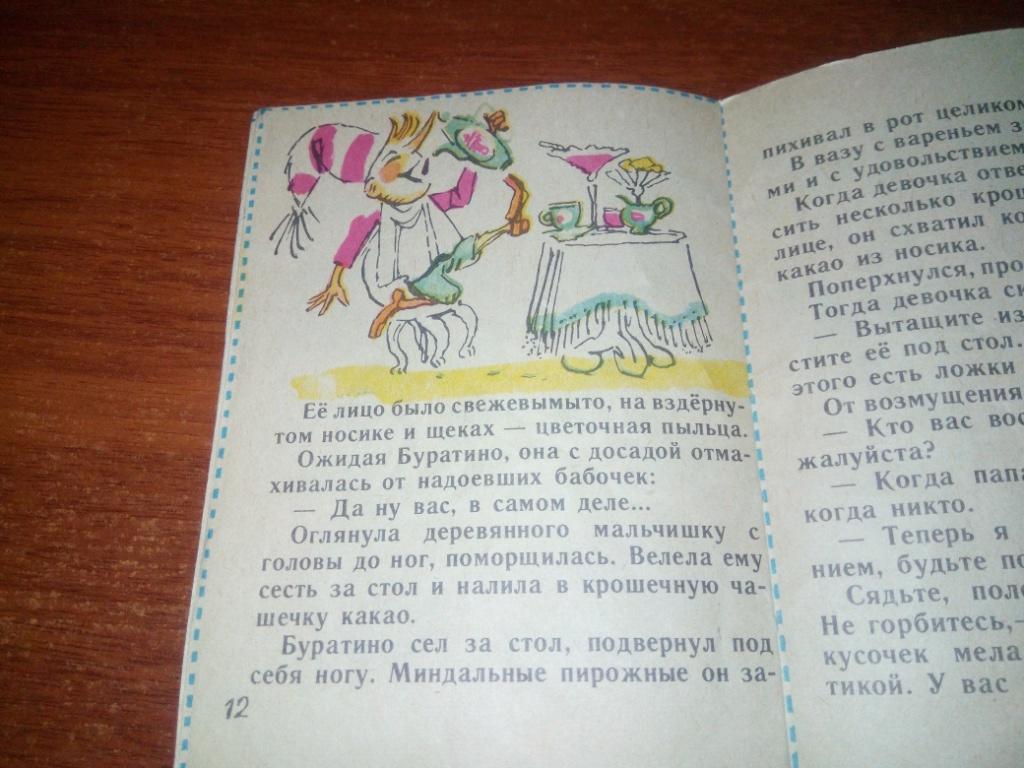 Её лицо было свежевымыто, на вздёрну-
том носике и щеках — цветочная пыльца.
Ожидая Буратино, она с досадой отма-
хивалась от надоевших бабочек:
— Да ну вас, в самом деле...
Оглянула деревянного мальчишку с
головы до ног, поморщилась. Велела ему
сесть за стол и налила в крошечную ча-
шечку какао.
Буратино сел за стол, подвернул под
себя ногу. Миндальные пирожные он за-
12
пихивал в рот целиком
В вазу с вареньем з
ми и с удовольствием
Когда девочка отве
сить несколько крош
лице, он схватил ко
какао из носика.
Поперхнулся, про
Тогда девочка си
— Вытащите из
стите её под стол.
этого есть ложки
От возмущения
— Кто вас вос
жалуйста?
— Когда папа
когда никто.
— Теперь я
нием, будьте по
Сядьте, поло
Не горбитесь,—
кусочек мела
тикой. У вас